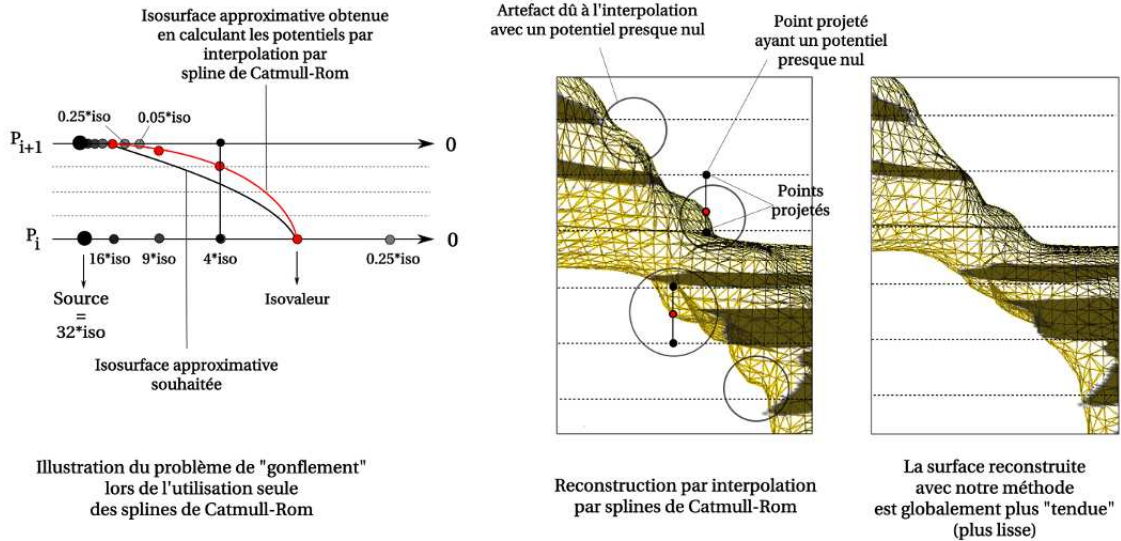 Isosurface approximative obtenue
en calculant les potentiels par
interpolation par
spline de Catmull-Rom
0.25*iso
0.05*iso
P i+1
0
P i
0
16*iso
9*iso
4*iso
0.25*iso
Source
=
32*iso
Isovaleur
Isosurface approximative
souhaitée
Illustration du problème de "gonflement"
lors de l'utilisation seule
des splines de Catmull-Rom
Artefact dû à l'interpolation
avec un potentiel presque nul
Point projeté
ayant un potentiel
presque nul
Points
projetés
Reconstruction par interpolation
par splines de Catmull-Rom
La surface reconstruite
avec notre méthode
est globalement plus "tendue"
(plus lisse)